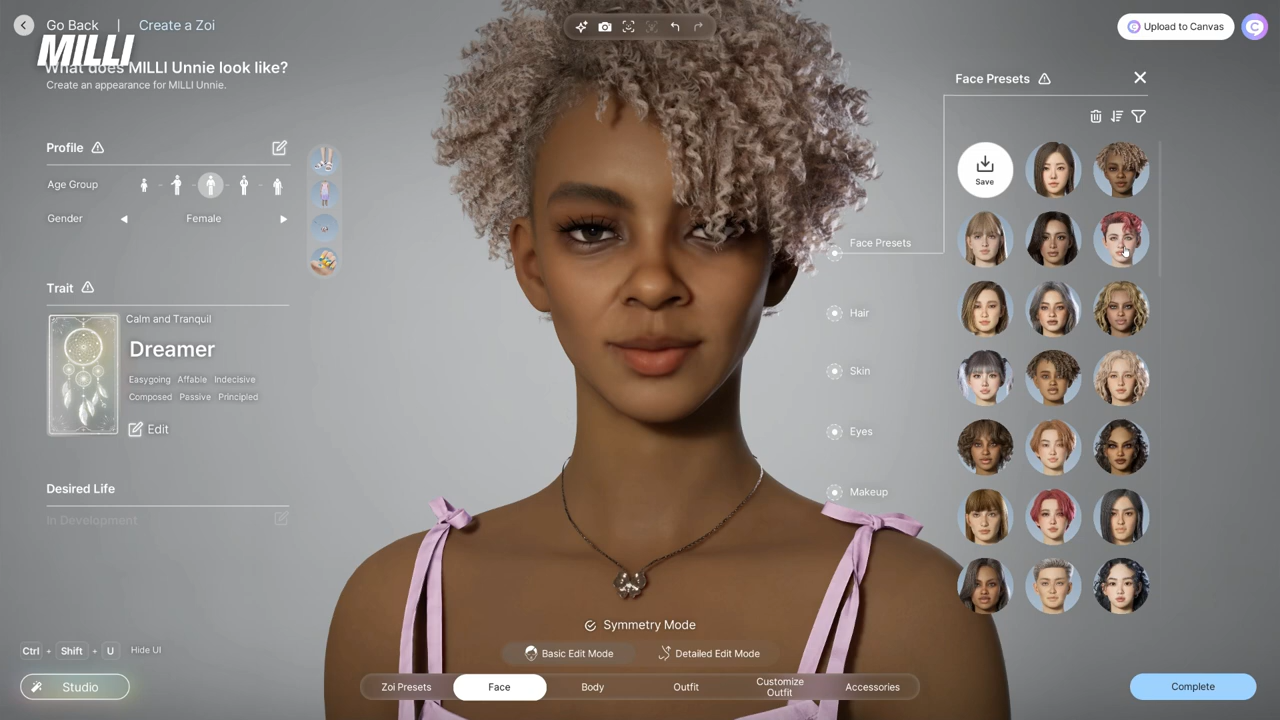 Go Back | Create a Zoi
MILLI
What does MILLI Unnie look like?
Create an appearance for MILLI Unnie.
Profile
Age Group
Gender
Female
Trait
Calm and Tranquil
Dreamer
Easygoing Affable Indecisive
Composed Passive Principled
Edit
Desired Life
In Development
Ctrl + Shift + U Hide UI
Studio
Upload to Canvas
Face Presets
Save
Face Presets
Hair
Skin
Eyes
Makeup
Symmetry Mode
Basic Edit Mode
Detailed Edit Mode
Zoi Presets
Face
Body
Outfit
Customize
Outfit
Accessories
Complete